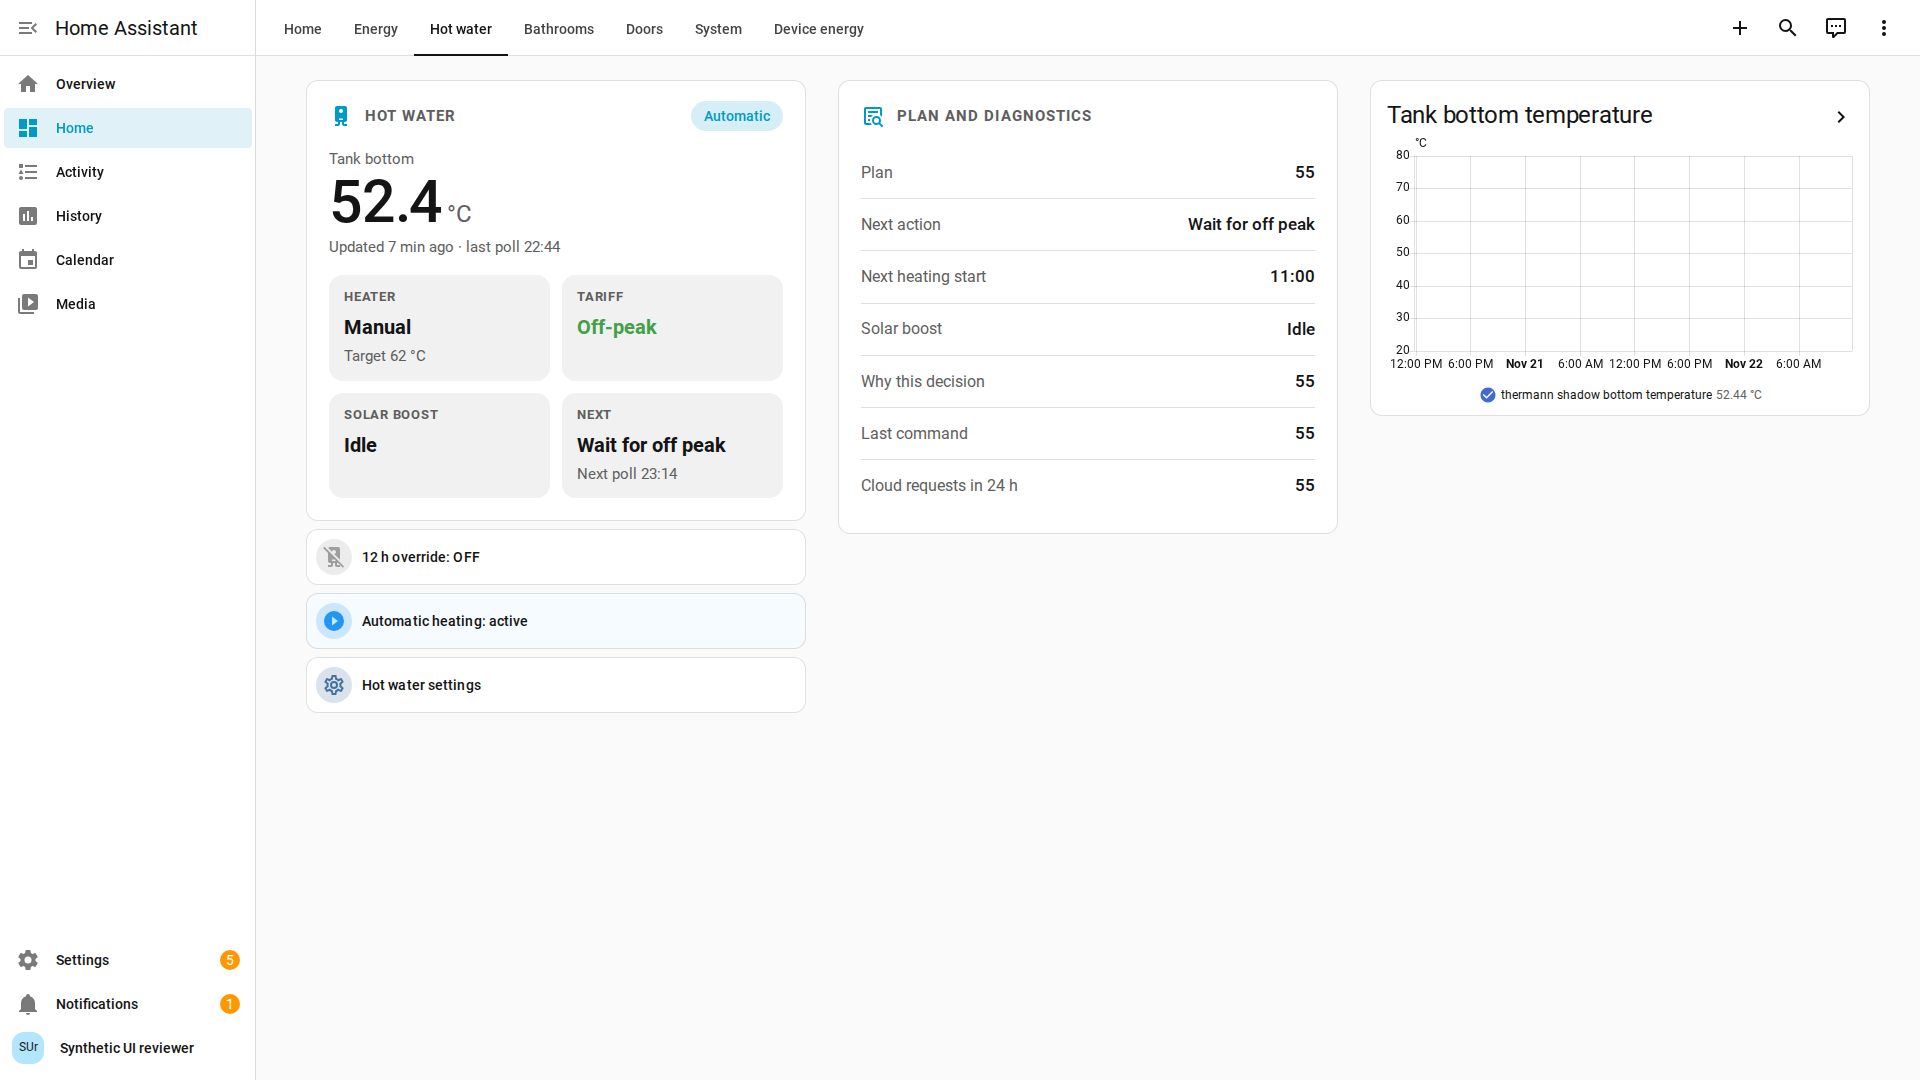 Home Assistant
Home
Energy
Hot water
Bathrooms
Doors
System
Device energy
Overview
Home
Activity
History
Calendar
Media
Settings
5
Notifications
1
SUr
Synthetic UI reviewer
HOT WATER
Automatic
Tank bottom
52.4 °C
Updated 7 min ago · last poll 22:44
HEATER
Manual
Target 62 °C
TARIFF
Off-peak
SOLAR BOOST
Idle
NEXT
Wait for off peak
Next poll 23:14
12 h override: OFF
Automatic heating: active
Hot water settings
PLAN AND DIAGNOSTICS
Plan 55
Next action Wait for off peak
Next heating start 11:00
Solar boost Idle
Why this decision 55
Last command 55
Cloud requests in 24 h 55
Tank bottom temperature
°C
80
70
60
50
40
30
20
12:00 PM 6:00 PM Nov 21 6:00 AM 12:00 PM 6:00 PM Nov 22 6:00 AM
thermann shadow bottom temperature 52.44 °C